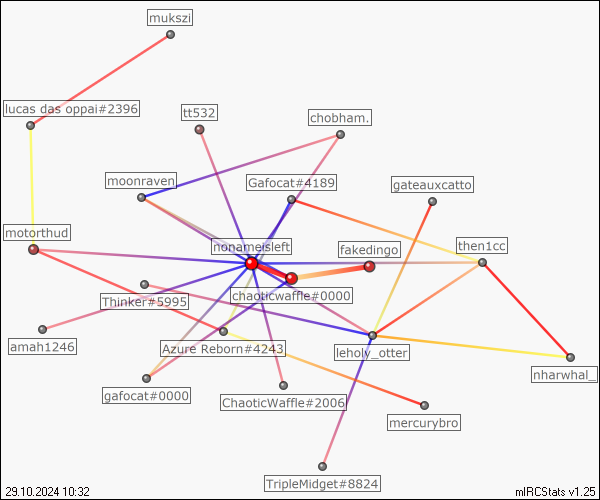 mukszi
lucas das oppai#2396
tt532
chobham.
moonraven
Gafocat#4189
gateauxcatto
motorthud
nonameisleft
fakedingo
then1cc
Thinker#5995
chaoticwaffle#0000
amah1246
Azure Reborn#4243
leholy_otter
nharwhal_
gafocat#0000
ChaoticWaffle#2006
mercurybro
TripleMidget#8824
29.10.2024 10:32
mIRCStats v1.25